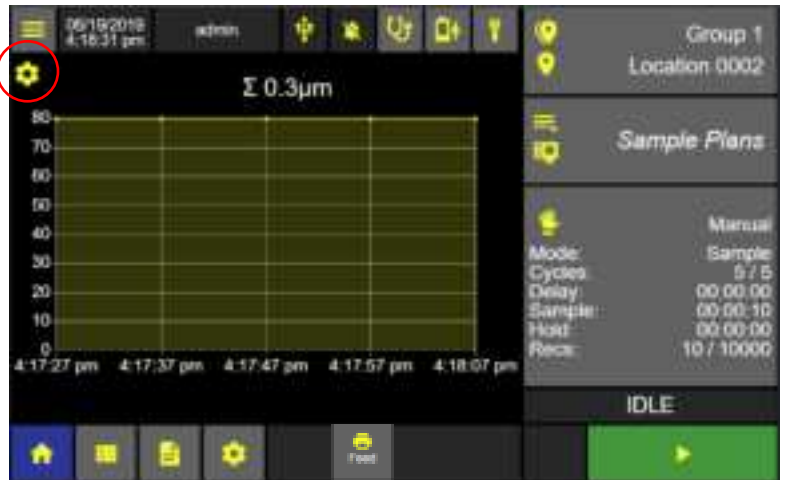 06/19/2019
4:18:31 pm
admin
Group 1
Location 0002
Σ 0.3µm
80
70
60
50
40
30
20
10
0
4:17:27 pm 4:17:37 pm 4:17:47 pm 4:17:57 pm 4:18:07 pm
Sample Plans
Manual
Mode: Sample
Cycles: 5 / 5
Delay: 00:00:00
Sample: 00:00:10
Hold: 00:00:00
Recs: 10 / 10000
IDLE
Feed